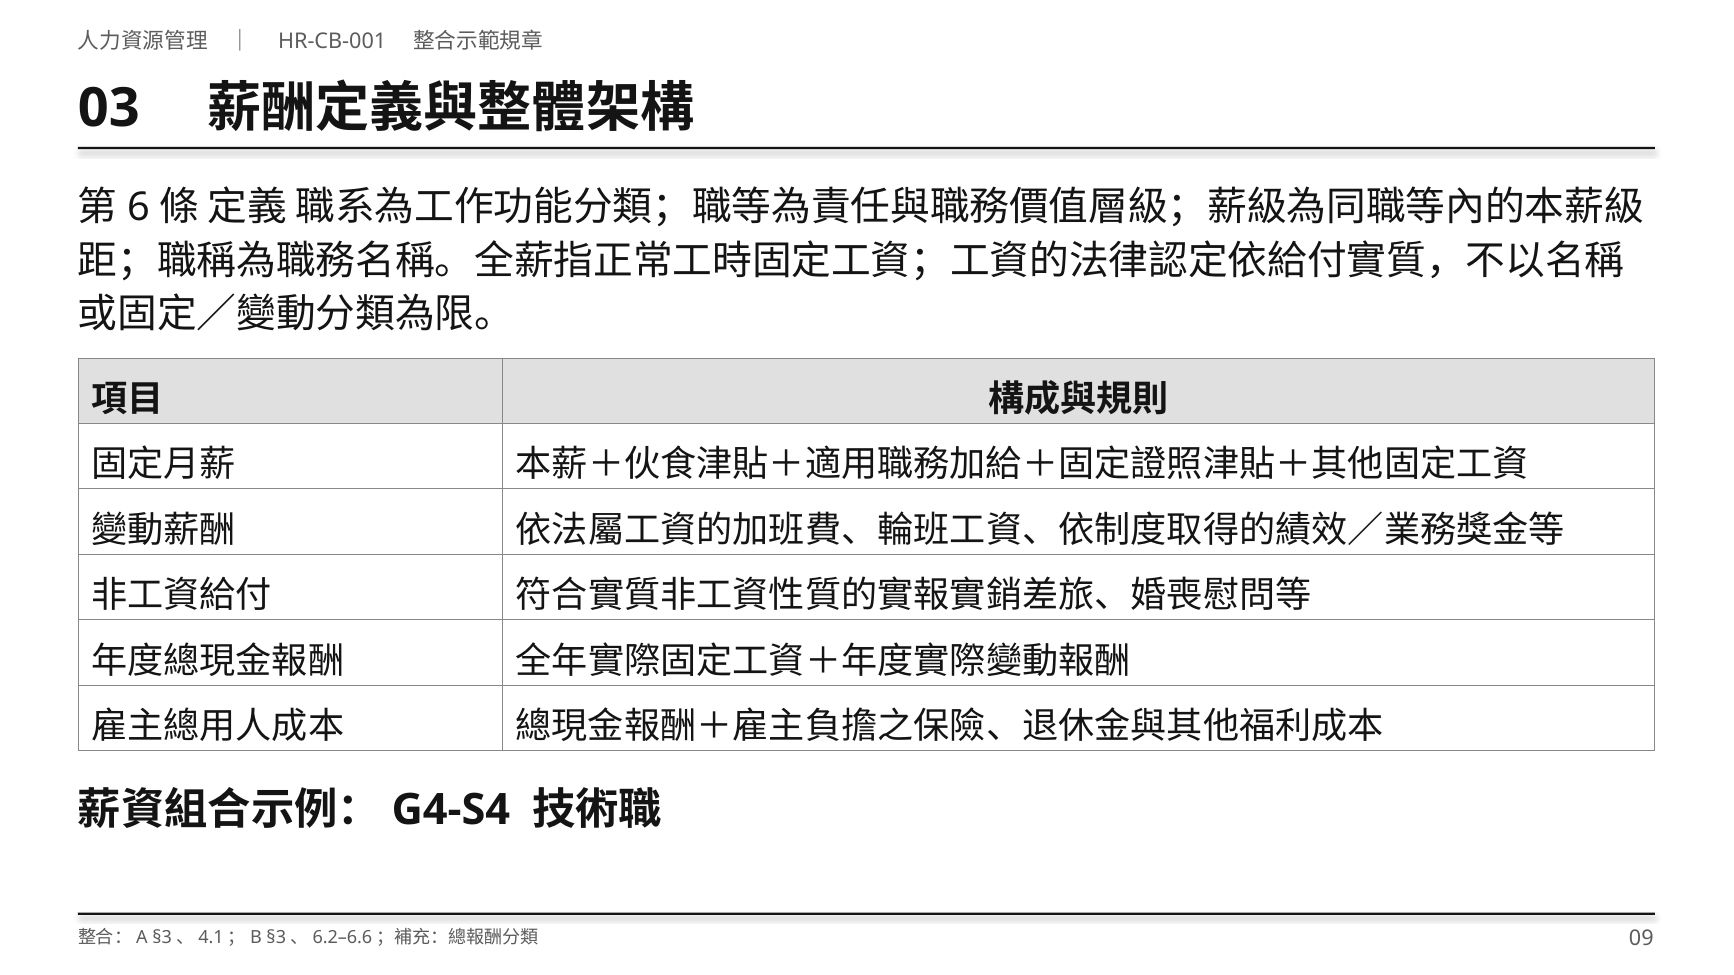 人力資源管理 ｜ HR-CB-001 整合示範規章
03 薪酬定義與整體架構
第 6 條 定義 職系為工作功能分類；職等為責任與職務價值層級；薪級為同職等內的本薪級
距；職稱為職務名稱。全薪指正常工時固定工資；工資的法律認定依給付實質，不以名稱
或固定／變動分類為限。
項目 構成與規則
固定月薪 本薪＋伙食津貼＋適用職務加給＋固定證照津貼＋其他固定工資
變動薪酬 依法屬工資的加班費、輪班工資、依制度取得的績效／業務獎金等
非工資給付 符合實質非工資性質的實報實銷差旅、婚喪慰問等
年度總現金報酬 全年實際固定工資＋年度實際變動報酬
雇主總用人成本 總現金報酬＋雇主負擔之保險、退休金與其他福利成本
薪資組合示例： G4-S4 技術職
整合： A §3 、 4.1 ； B §3 、 6.2–6.6 ；補充：總報酬分類
09